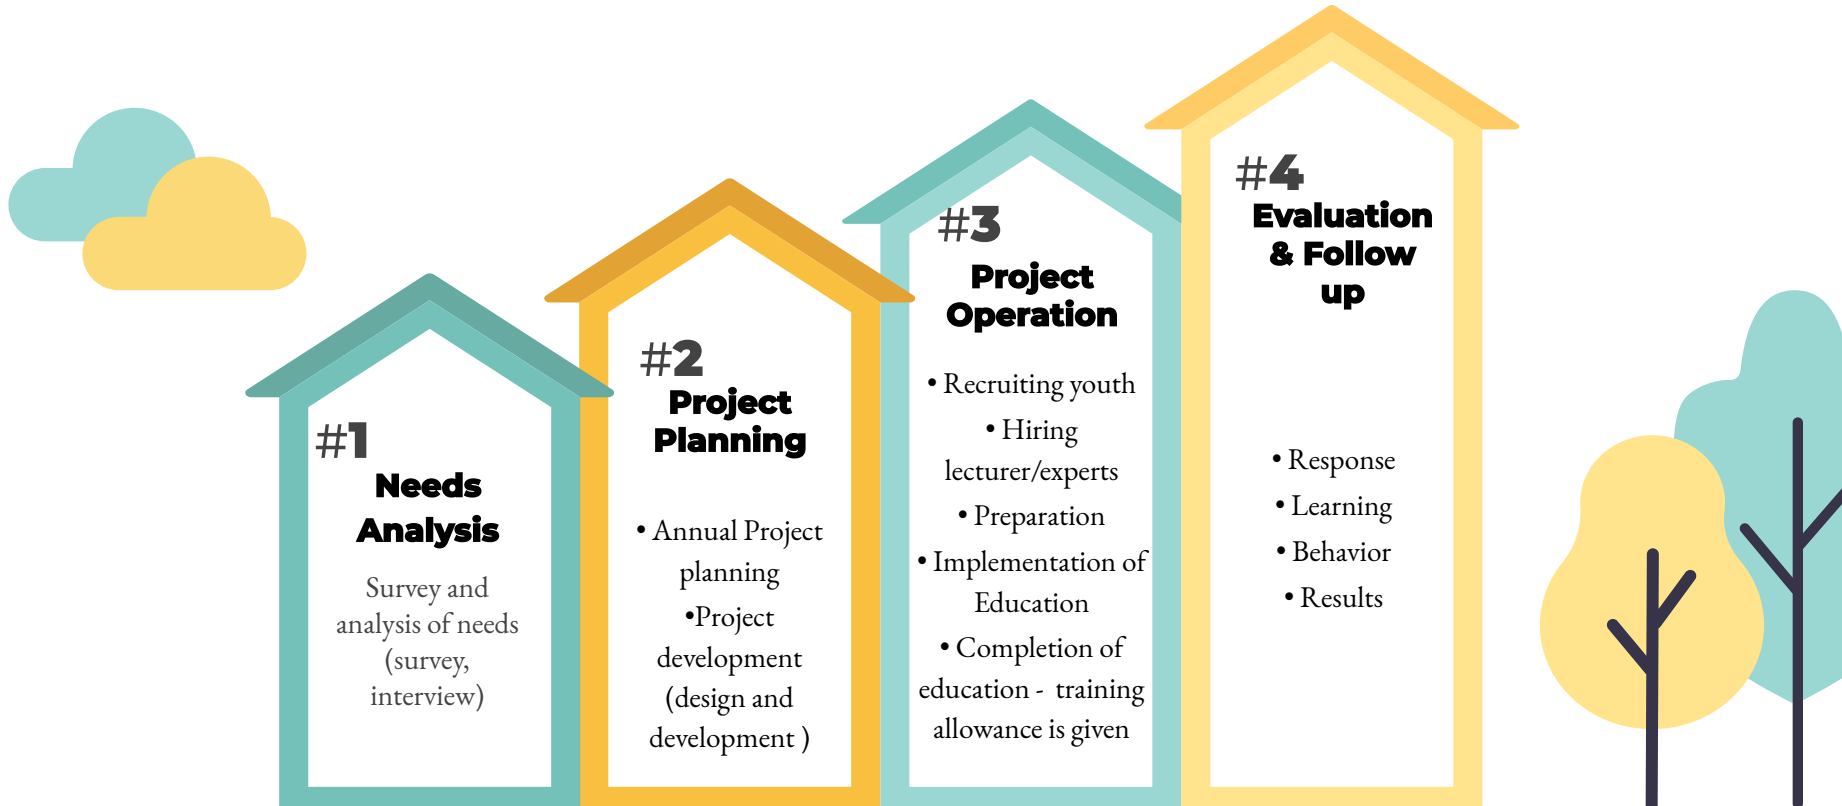 #1
Needs
Analysis
Survey and
analysis of needs
(survey,
interview)
#2
Project
Planning
• Annual Project
planning
•Project
development
(design and
development )
#3
Project
Operation
• Recruiting youth
• Hiring
lecturer/experts
• Preparation
• Implementation of
Education
• Completion of
education -  training
allowance is given
#4
Evaluation
& Follow
up
• Response
• Learning
• Behavior
• Results